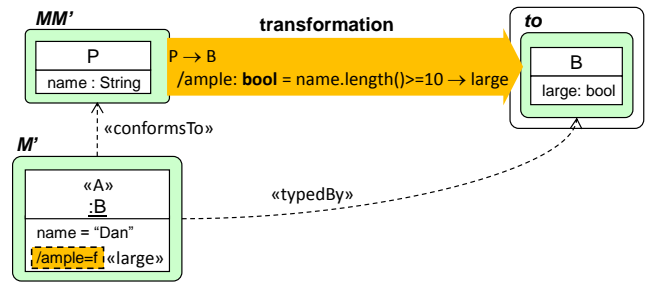 MM’
transformation
to
P
name : String
P → B
/ample: bool = name.length()>=10 → large
B
large: bool
«conformsTo»
M’
«A»
:B
name = “Dan”
/ample=f «large»
«typedBy»